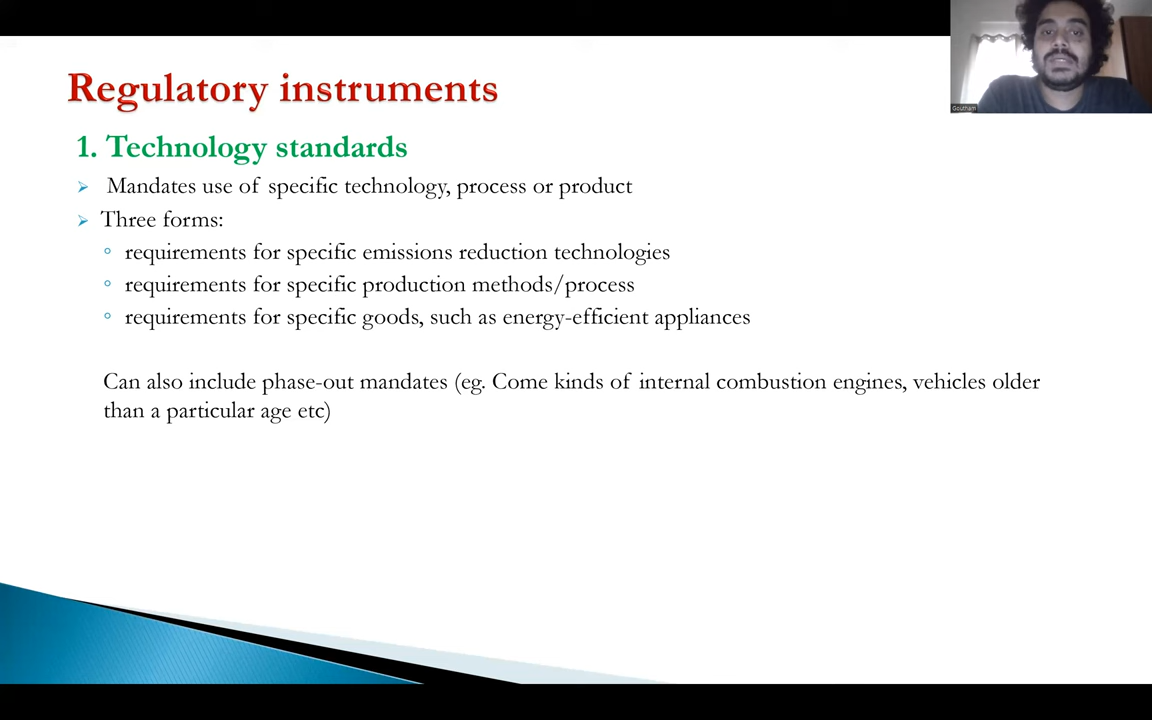 Regulatory instruments
Goutham
1. Technology standards
Mandates use of specific technology, process or product
Three forms:
requirements for specific emissions reduction technologies
requirements for specific production methods/process
requirements for specific goods, such as energy-efficient appliances
Can also include phase-out mandates (eg. Come kinds of internal combustion engines, vehicles older
than a particular age etc)